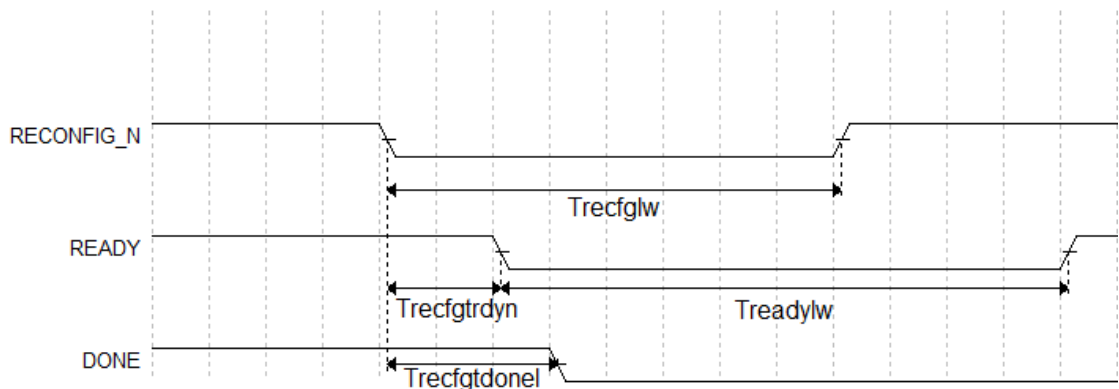 RECONFIG_N
Trecfglw
READY
Trecfgtrdyn
Treadylw
DONE
Trecfgtdonel